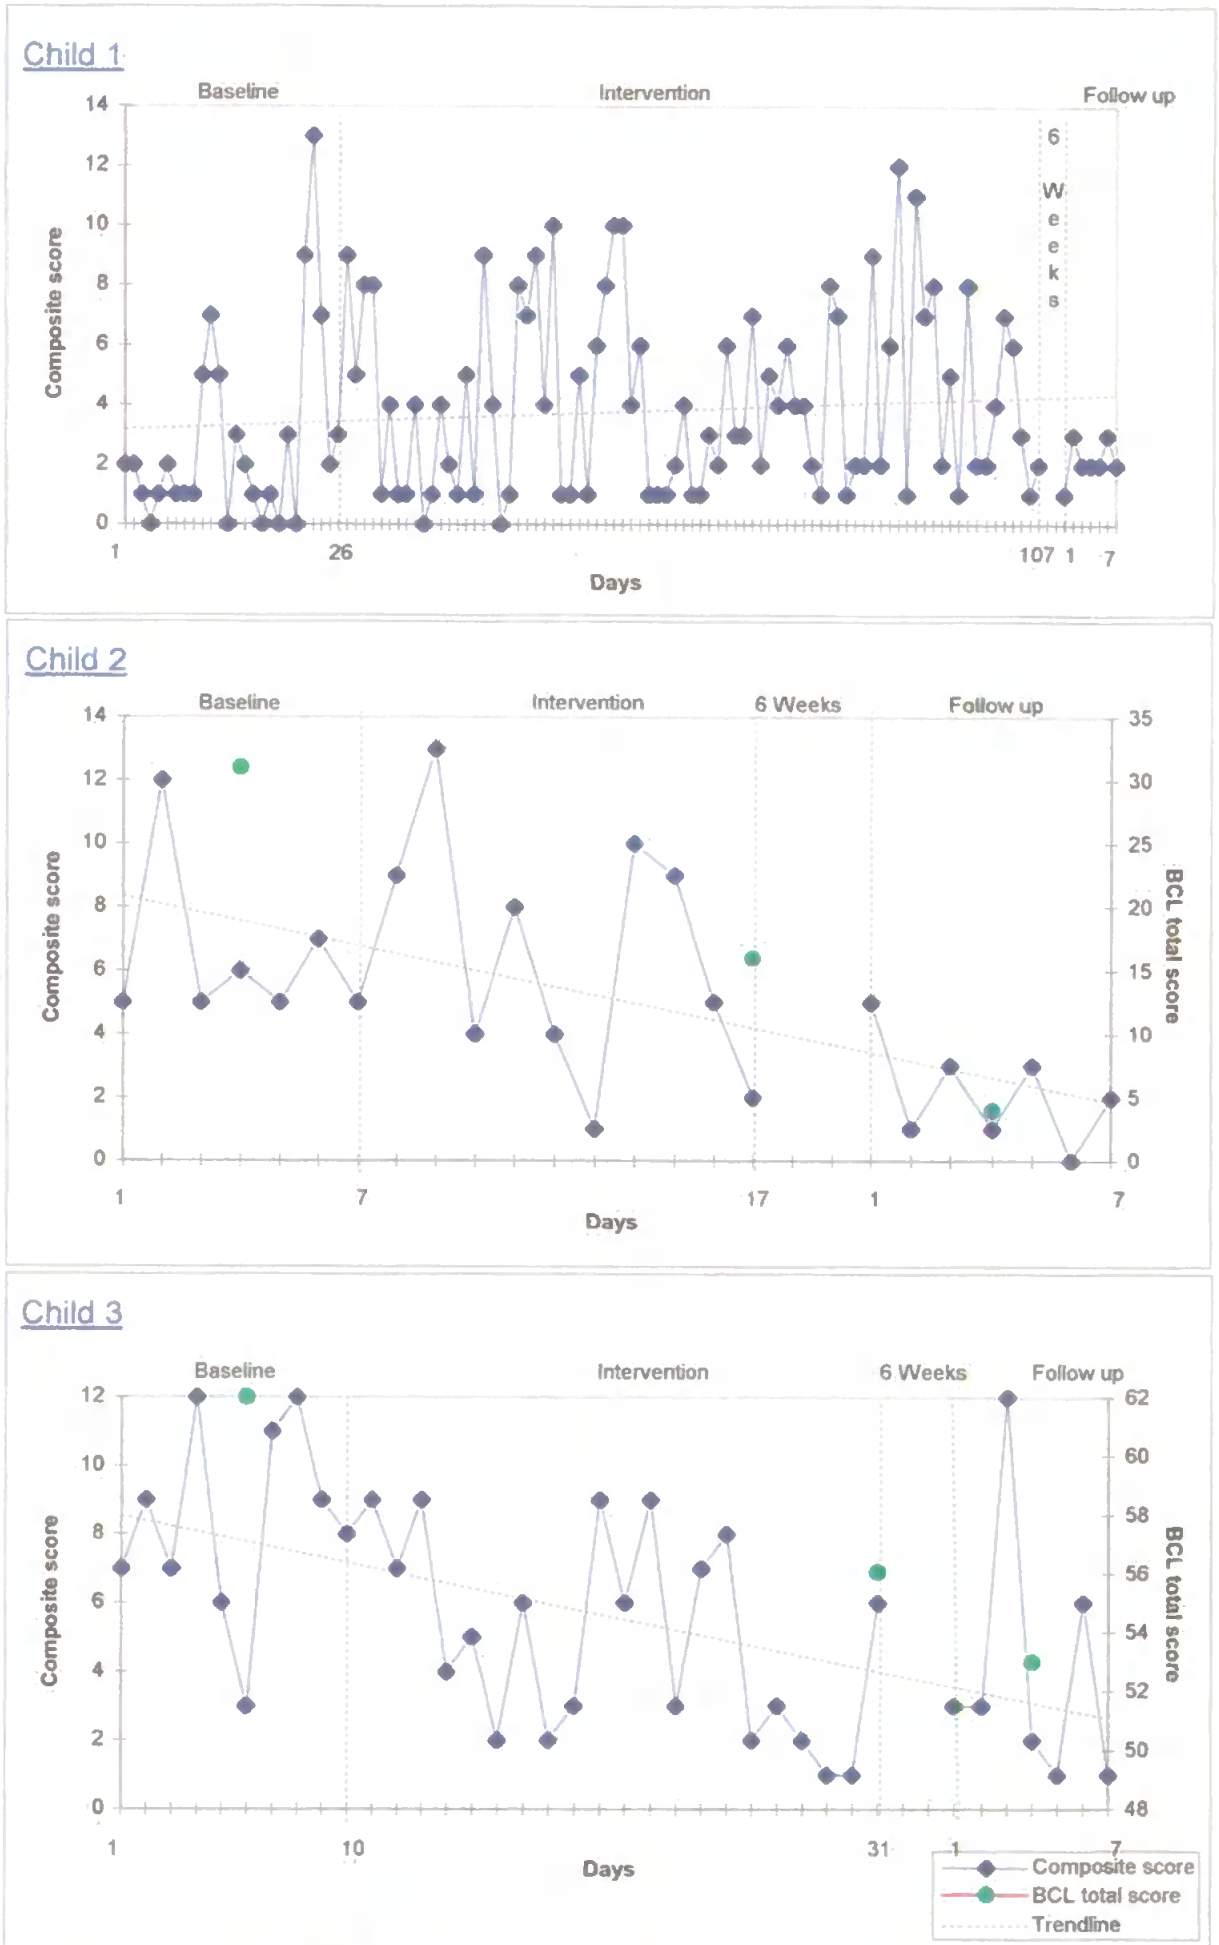 Child 1
Baseline Intervention Follow up
14
12
10
8
6
4
2
0
Composite score
6 Weeks
1 26 107 1 7
Days
Child 2
Baseline Intervention 6 Weeks Follow up
14
12
10
8
6
4
2
0
Composite score
35
30
25
20
15
10
5
0
BCL total score
1 7 17 1 7
Days
Child 3
Baseline Intervention 6 Weeks Follow up
12
10
8
6
4
2
0
Composite score
62
60
58
56
54
52
50
48
BCL total score
1 10 31 1 7
Days
Composite score
BCL total score
Trendline